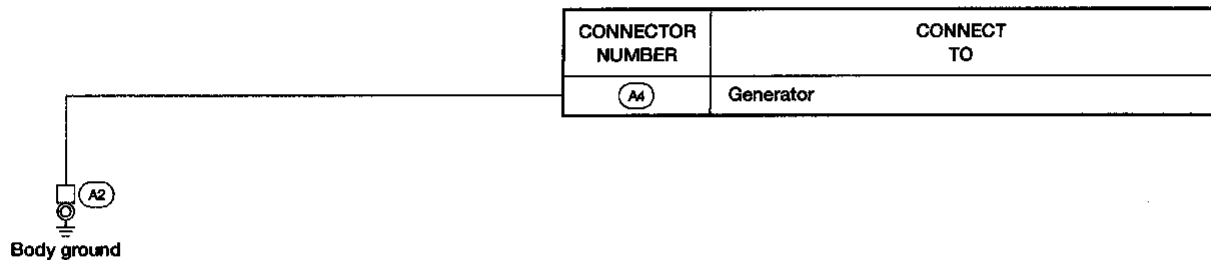 CONNECTOR
NUMBER
CONNECT
TO
A4
Generator
A2
Body ground